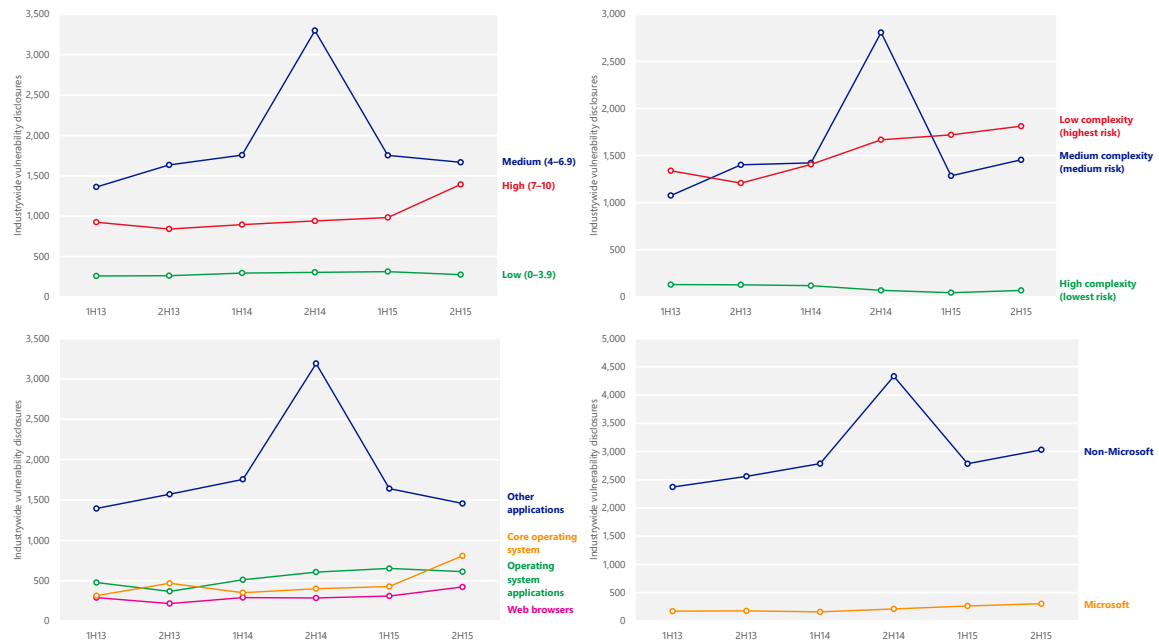 3,500
3,000
2,500
2,000
1,500
1,000
500
0
Industrywide vulnerability disclosures
1H13
2H13
1H14
2H14
1H15
2H15
Medium (4–6.9)
High (7–10)
Low (0–3.9)
3,000
2,500
2,000
1,500
1,000
500
0
Industrywide vulnerability disclosures
1H13
2H13
1H14
2H14
1H15
2H15
Low complexity
(highest risk)
Medium complexity
(medium risk)
High complexity
(lowest risk)
3,500
3,000
2,500
2,000
1,500
1,000
500
0
Industrywide vulnerability disclosures
1H13
2H13
1H14
2H14
1H15
2H15
Other
applications
Core operating
system
Operating
system
applications
Web browsers
5,000
4,500
4,000
3,500
3,000
2,500
2,000
1,500
1,000
500
0
Industrywide vulnerability disclosures
1H13
2H13
1H14
2H14
1H15
2H15
Non-Microsoft
Microsoft